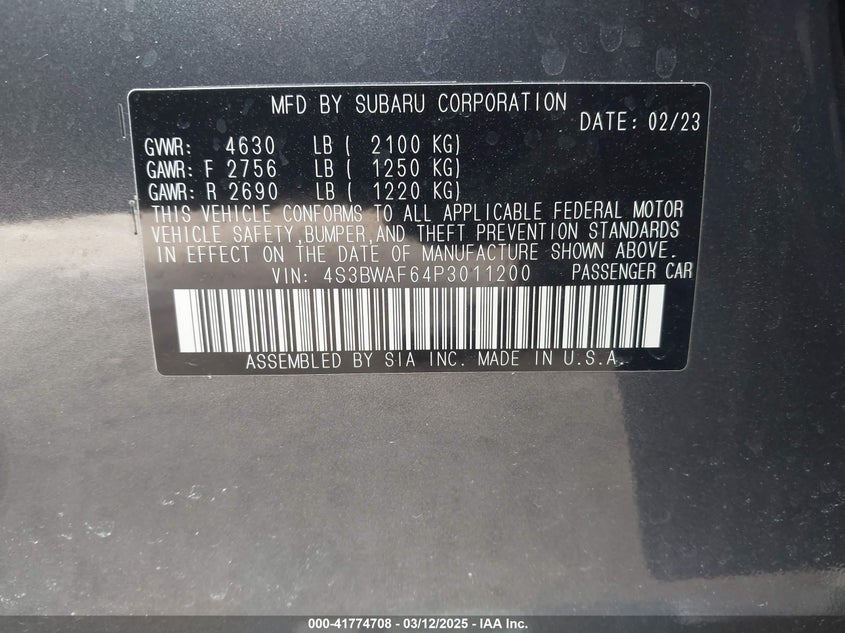 MFD BY SUBARU CORPORATION
DATE: 02/23
GVWR: 4630 LB ( 2100 KG)
GAWR: F 2756 LB ( 1250 KG)
GAWR: R 2690 LB ( 1220 KG)
THIS VEHICLE CONFORMS TO ALL APPLICABLE FEDERAL MOTOR
VEHICLE SAFETY,BUMPER,AND THEFT PREVENTION STANDARDS
IN EFFECT ON THE DATE OF MANUFACTURE SHOWN ABOVE.
VIN: 4S3BWAF64P3011200 PASSENGER CAR
ASSEMBLED BY SIA INC. MADE IN U.S.A.
000-41774708 - 03/12/2025 - IAA Inc.